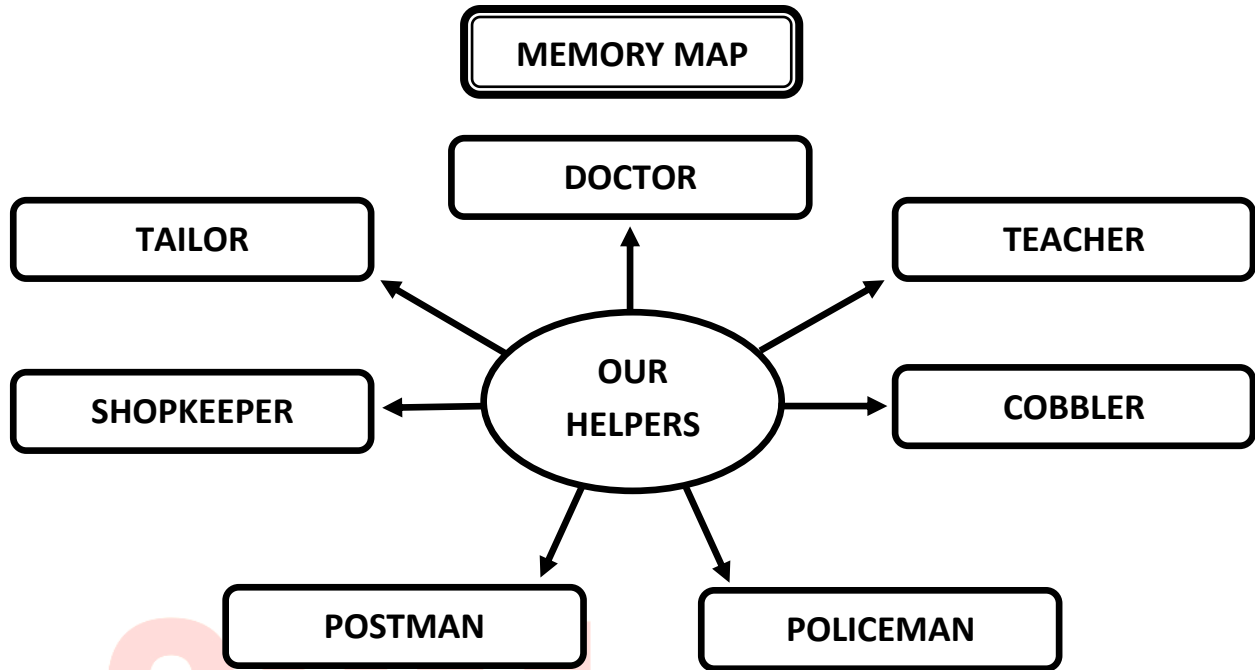 MEMORY MAP
DOCTOR
TAILOR
TEACHER
OUR
HELPERS
SHOPKEEPER
COBBLER
POSTMAN
POLICEMAN